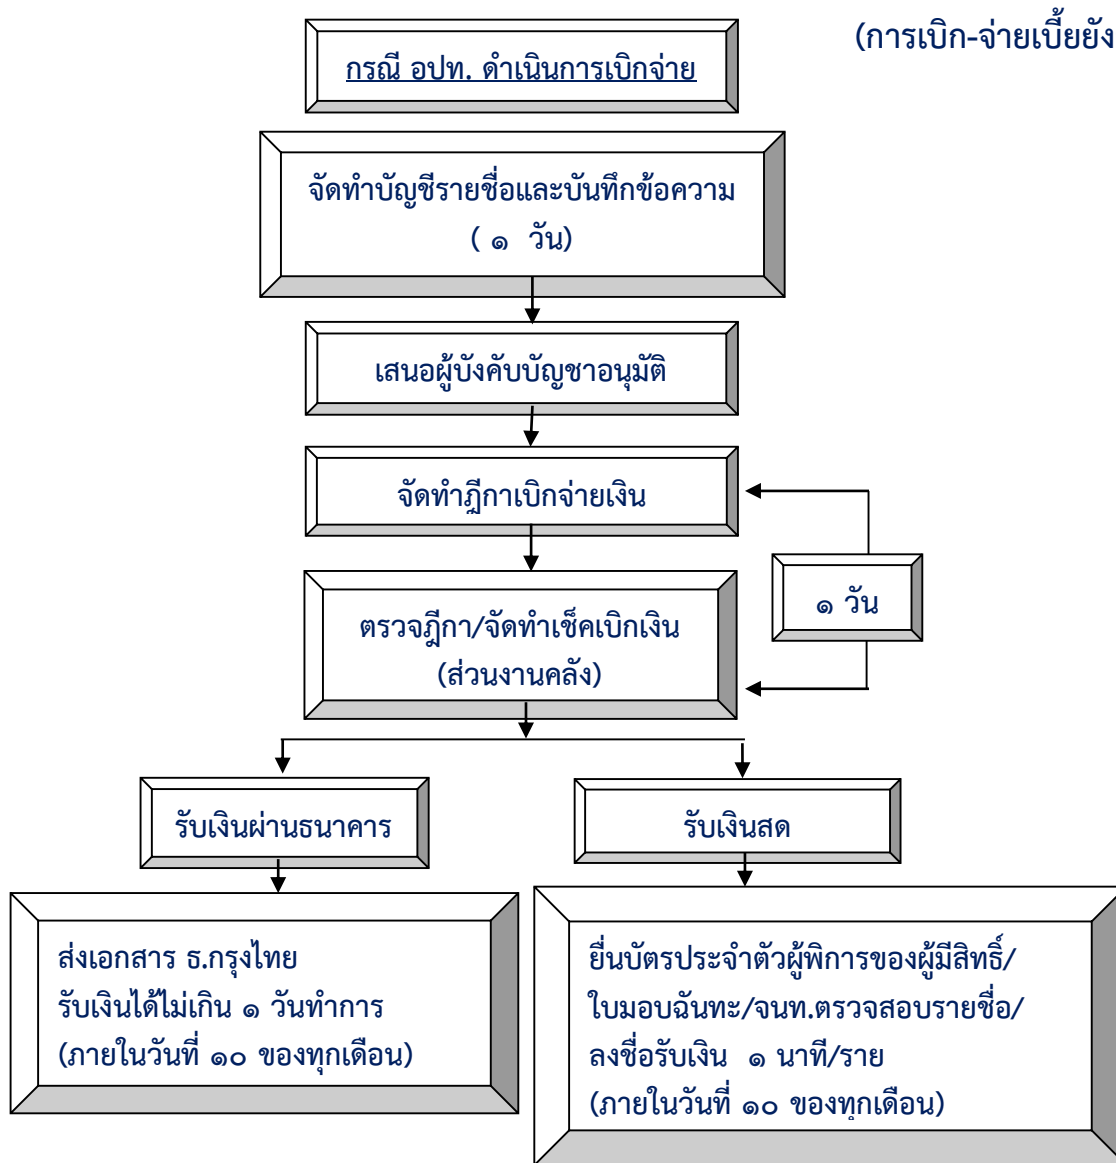 (การเบิก-จ่ายเบี้ยยัง
กรณี อปท. ดำเนินการเบิกจ่าย
จัดทำบัญชีรายชื่อและบันทึกข้อความ
( ๑ วัน)
เสนอผู้บังคับบัญชาอนุมัติ
จัดทำฎีกาเบิกจ่ายเงิน
๑ วัน
ตรวจฎีกา/จัดทำเช็คเบิกเงิน
(ส่วนงานคลัง)
รับเงินผ่านธนาคาร
รับเงินสด
ส่งเอกสาร ธ.กรุงไทย
รับเงินได้ไม่เกิน ๑ วันทำการ
(ภายในวันที่ ๑๐ ของทุกเดือน)
ยื่นบัตรประจำตัวผู้พิการของผู้มีสิทธิ์/
ใบมอบฉันทะ/จนท.ตรวจสอบรายชื่อ/
ลงชื่อรับเงิน ๑ นาที/ราย
(ภายในวันที่ ๑๐ ของทุกเดือน)